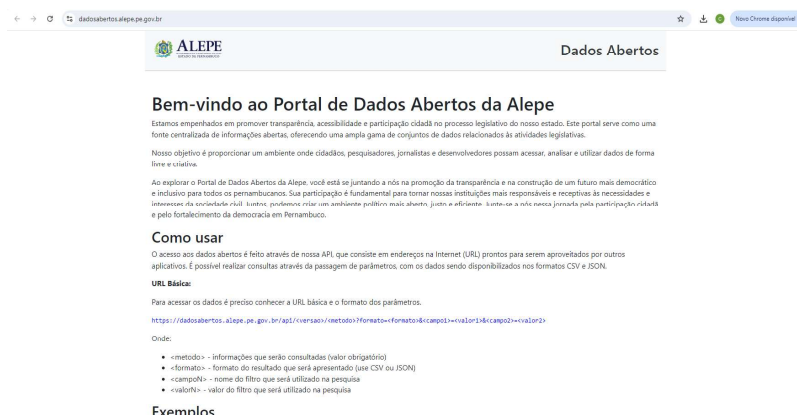 dadosabertos.alepe.pe.gov.br
Novo Chrome disponível
ALEPE
Dados Abertos
Bem-vindo ao Portal de Dados Abertos da Alepe
Estamos empenhados em promover transparência, acessibilidade e participação cidadã no processo legislativo do nosso estado. Este portal serve como uma
fonte centralizada de informações abertas, oferecendo uma ampla gama de conjuntos de dados relacionados às atividades legislativas.
Nosso objetivo é proporcionar um ambiente onde cidadãos, pesquisadores, jornalistas e desenvolvedores possam acessar, analisar e utilizar dados de forma
livre e criativa.
Ao explorar o Portal de Dados Abertos da Alepe, você está se juntando a nós na promoção da transparência e na construção de um futuro mais democrático
e inclusivo para todos os pernambucanos. Sua participação é fundamental para tornar nossas instituições mais responsáveis e receptivas às necessidades e
interesses da sociedade civil. Juntos, podemos criar um ambiente político mais aberto, justo e eficiente. Junte-se a nós nessa jornada pela participação cidadã
e pelo fortalecimento da democracia em Pernambuco.
Como usar
O acesso aos dados abertos é feito através de nossa API, que consiste em endereços na Internet (URL) prontos para serem aproveitados por outros
aplicativos. É possível realizar consultas através da passagem de parâmetros, com os dados sendo disponibilizados nos formatos CSV e JSON.
URL Básica:
Para acessar os dados é preciso conhecer a URL básica e o formato dos parâmetros.
https://dadosabertos.alepe.pe.gov.br/api/<versao>/<metodo>?formato=<formato>&<campo1>=<valor1>&<campo2>=<valor2>
Onde:
• <metodo> - informações que serão consultadas (valor obrigatório)
• <formato> - formato do resultado que será apresentado (use CSV ou JSON)
• <campoN> - nome do filtro que será utilizado na pesquisa
• <valorN> - valor do filtro que será utilizado na pesquisa
Exemplos